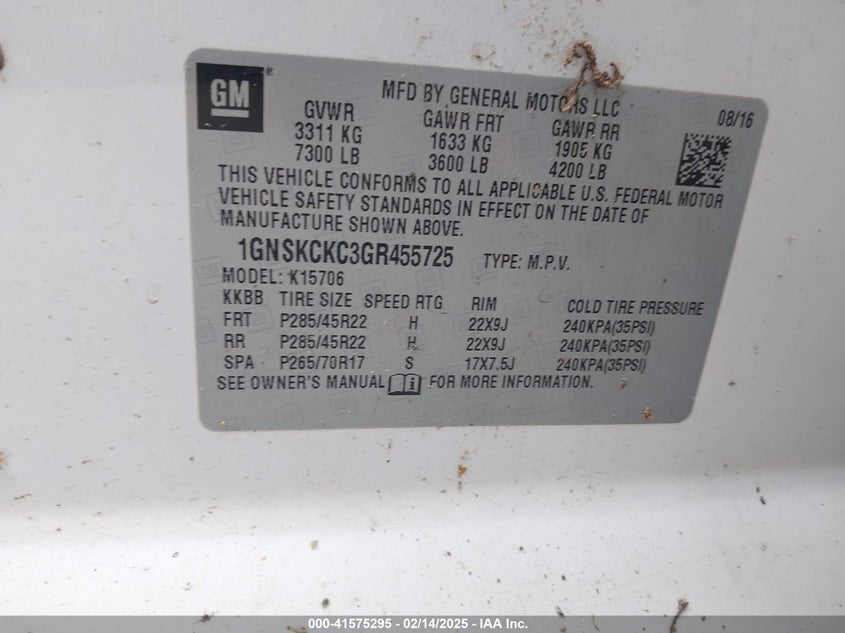 GM®
MFD BY GENERAL MOTORS LLC
08/16
GVWR GAWR FRT GAWR RR
3311 KG 1633 KG 1905 KG
7300 LB 3600 LB 4200 LB
THIS VEHICLE CONFORMS TO ALL APPLICABLE U.S. FEDERAL MOTOR
VEHICLE SAFETY STANDARDS IN EFFECT ON THE DATE OF
MANUFACTURE SHOWN ABOVE.
1GNSKCKC3GR455725 TYPE: M.P.V.
MODEL: K15706
KKBB TIRE SIZE SPEED RTG RIM COLD TIRE PRESSURE
FRT P285/45R22 H 22X9J 240KPA(35PSI)
RR P285/45R22 H 22X9J 240KPA(35PSI)
SPA P265/70R17 S 17X7.5J 240KPA(35PSI)
SEE OWNER'S MANUAL i FOR MORE INFORMATION.
000-41575295 - 02/14/2025 - IAA Inc.